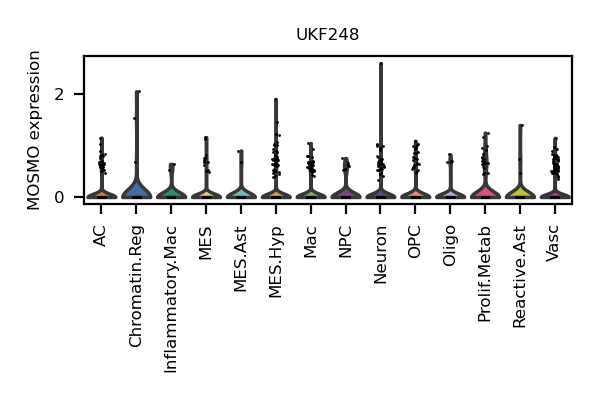 UKF248
MOSMO expression
2
0
AC
Chromatin.Reg
Inflammatory.Mac
MES
MES.Ast
MES.Hyp
Mac
NPC
Neuron
OPC
Oligo
Prolif.Metab
Reactive.Ast
Vasc